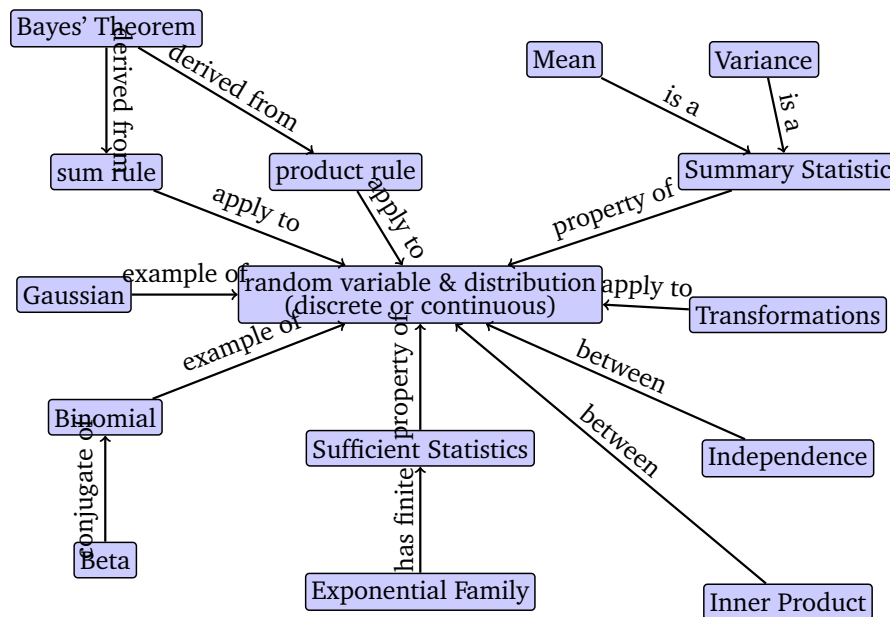 Bayes' Theorem
Mean
Variance
derived from
derived from
is a
is a
sum rule
product rule
Summary Statistic
apply to
apply to
property of
Gaussian
example of
random variable & distribution
(discrete or continuous)
apply to
Transformations
example of
property of
between
between
Binomial
Sufficient Statistics
Independence
conjugate of
has finite
Beta
Exponential Family
Inner Product